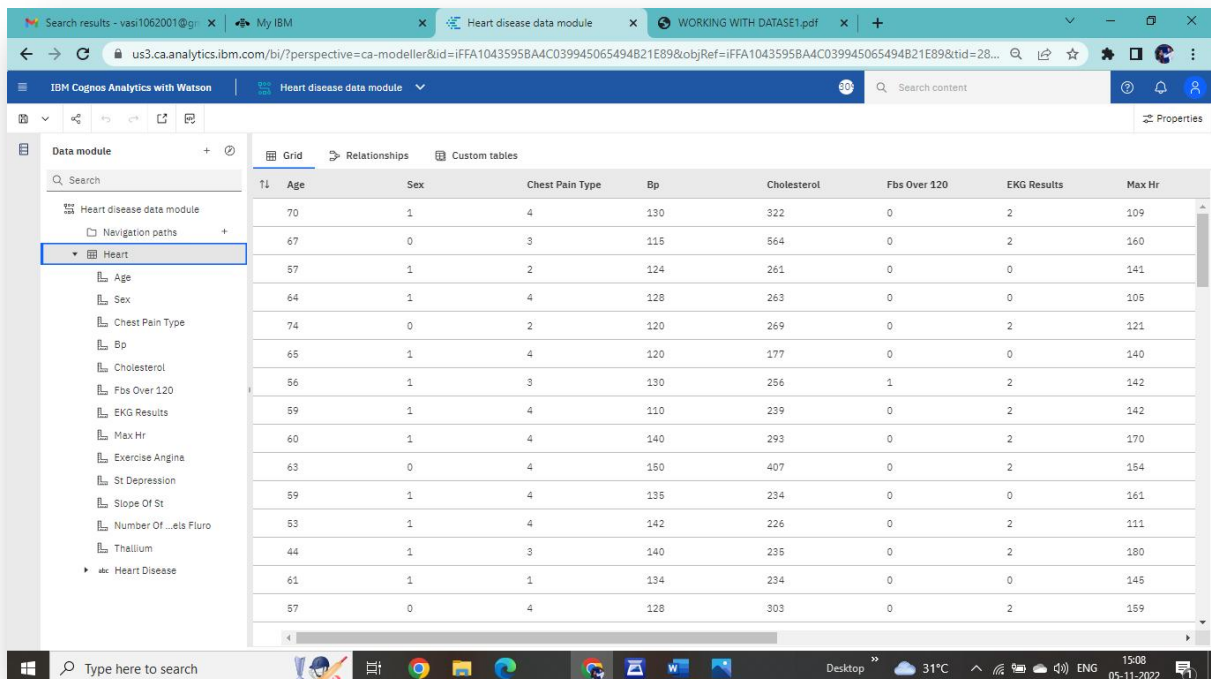 Search results - vasi1062001@gn
My IBM
Heart disease data module
WORKING WITH DATASE1.pdf
us3.ca.analytics.ibm.com/bi/?perspective=ca-modeller&id=iFFA1043595BA4C039945065494B21E89&objRef=iFFA1043595BA4C039945065494B21E89&tid=28...
IBM Cognos Analytics with Watson
Heart disease data module
Search content
Properties
Data module
Grid Relationships Custom tables
Search
Heart disease data module
Navigation paths
Heart
Age
Sex
Chest Pain Type
Bp
Cholesterol
Fbs Over 120
EKG Results
Max Hr
Exercise Angina
St Depression
Slope Of St
Number Of ...els Fluro
Thallium
abc Heart Disease
Age Sex Chest Pain Type Bp Cholesterol Fbs Over 120 EKG Results Max Hr
70 1 4 130 322 0 2 109
67 0 3 115 564 0 2 160
57 1 2 124 261 0 0 141
64 1 4 128 263 0 0 105
74 0 2 120 269 0 2 121
65 1 4 120 177 0 0 140
56 1 3 130 256 1 2 142
59 1 4 110 239 0 2 142
60 1 4 140 293 0 2 170
63 0 4 150 407 0 2 154
59 1 4 135 234 0 0 161
53 1 4 142 226 0 2 111
44 1 3 140 235 0 2 180
61 1 1 134 234 0 0 145
57 0 4 128 303 0 2 159
Type here to search
Desktop
31°C
ENG
15:08
05-11-2022